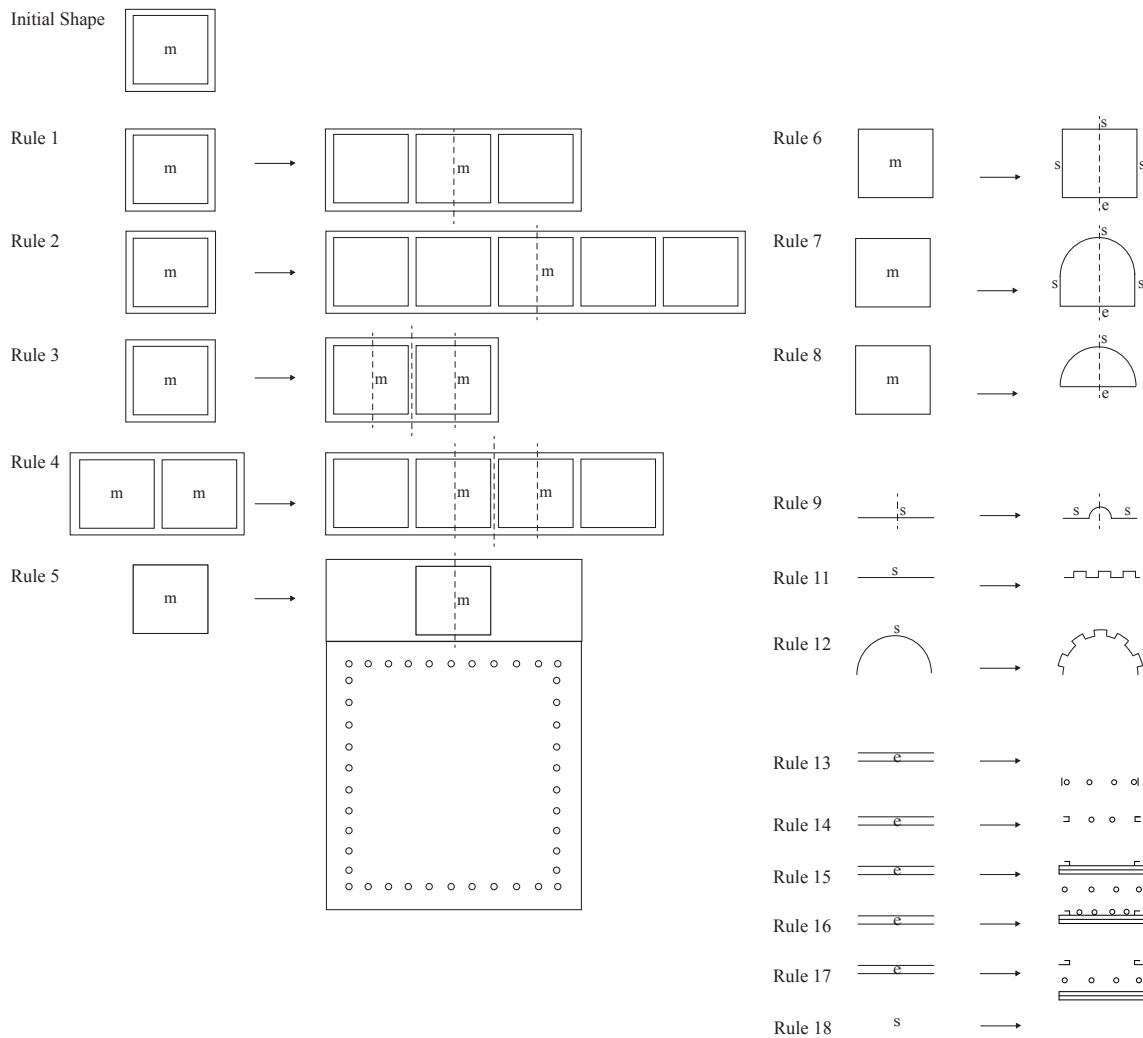 Initial Shape
m
Rule 1
m
m
Rule 2
m
m
Rule 3
m
m
m
Rule 4
m
m
m
m
Rule 5
m
m
Rule 6
m
s
s
s
e
Rule 7
m
s
s
s
e
Rule 8
m
s
e
Rule 9
s
s
s
Rule 11
s
Rule 12
s
Rule 13
e
Rule 14
e
Rule 15
e
Rule 16
e
Rule 17
e
Rule 18
s